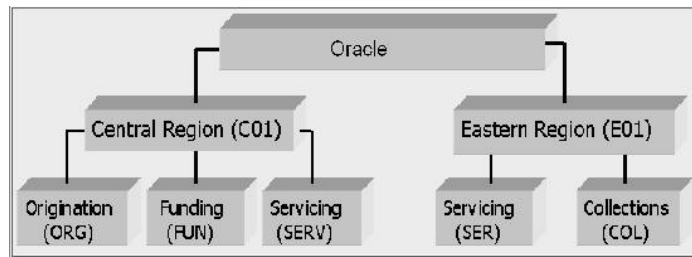 Oracle
Central Region (C01)
Eastern Region (E01)
Origination
(ORG)
Funding
(FUN)
Servicing
(SERV)
Servicing
(SER)
Collections
(COL)